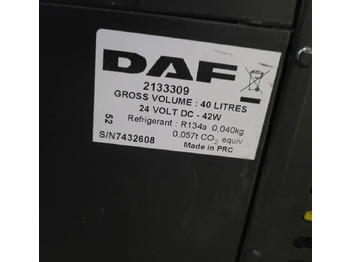 DAF
2133309
GROSS VOLUME : 40 LITRES
24 VOLT DC - 42W
Refrigerant : R134a 0,040kg
0,057t CO2 equiv
52
S/N7432608
Made in PRC